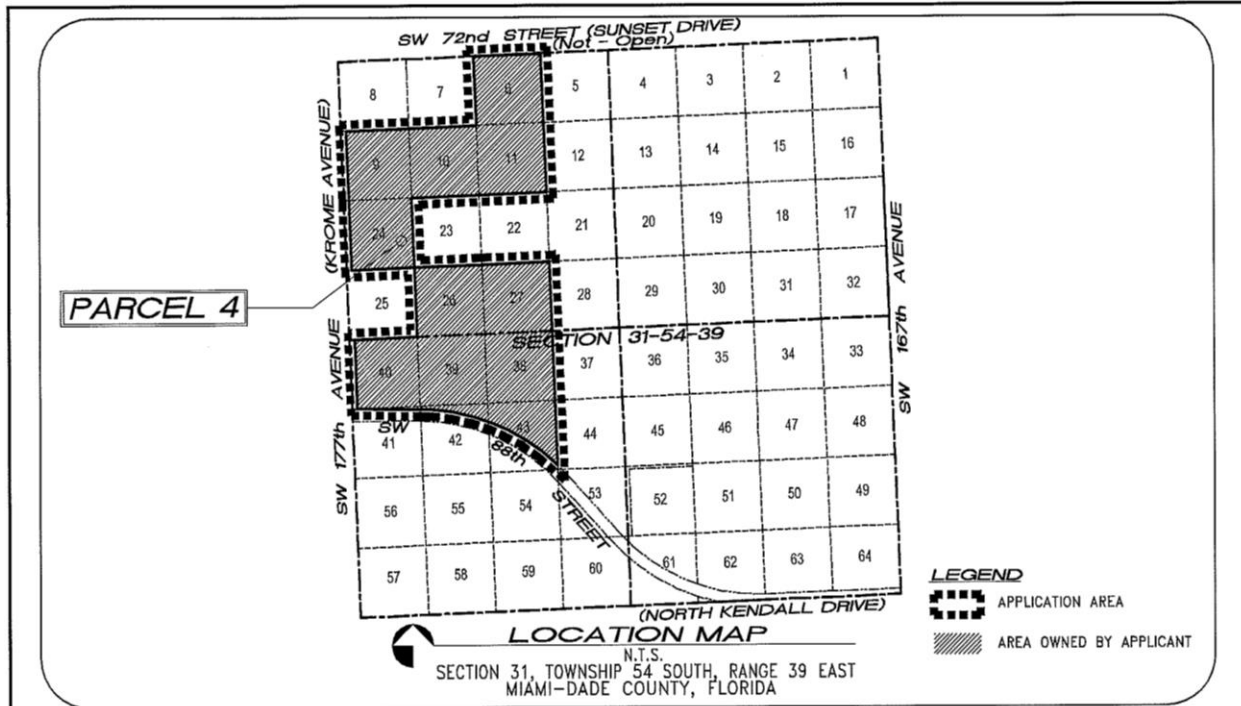 SW 72nd STREET (SUNSET DRIVE)
(Not - Open)
8 7 6 5 4 3 2 1
(KROME AVENUE)
9 10 11 12 13 14 15 16
24 23 22 21 20 19 18 17
PARCEL 4
25 26 27 28 29 30 31 32
SECTION 31-54-39
SW 177th AVENUE
SW 167th AVENUE
40 39 38 37 36 35 34 33
SW 88th STREET
41 42 43 44 45 46 47 48
56 55 54 53 52 51 50 49
57 58 59 60 61 62 63 64
(NORTH KENDALL DRIVE)
LEGEND
APPLICATION AREA
AREA OWNED BY APPLICANT
LOCATION MAP
N.T.S.
SECTION 31, TOWNSHIP 54 SOUTH, RANGE 39 EAST
MIAMI-DADE COUNTY, FLORIDA